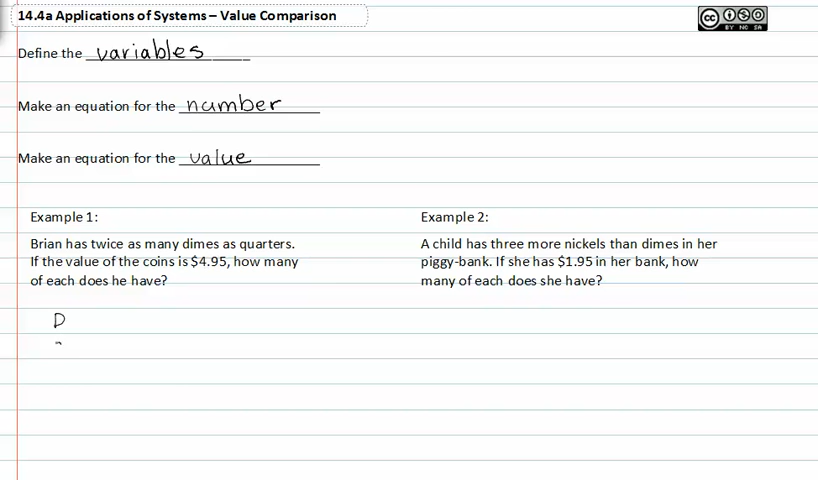 14.4a Applications of Systems – Value Comparison
Define the variables
Make an equation for the number
Make an equation for the value
Example 1:
Brian has twice as many dimes as quarters.
If the value of the coins is $4.95, how many
of each does he have?
D
Example 2:
A child has three more nickels than dimes in her
piggy-bank. If she has $1.95 in her bank, how
many of each does she have?
cc
BY NC SA